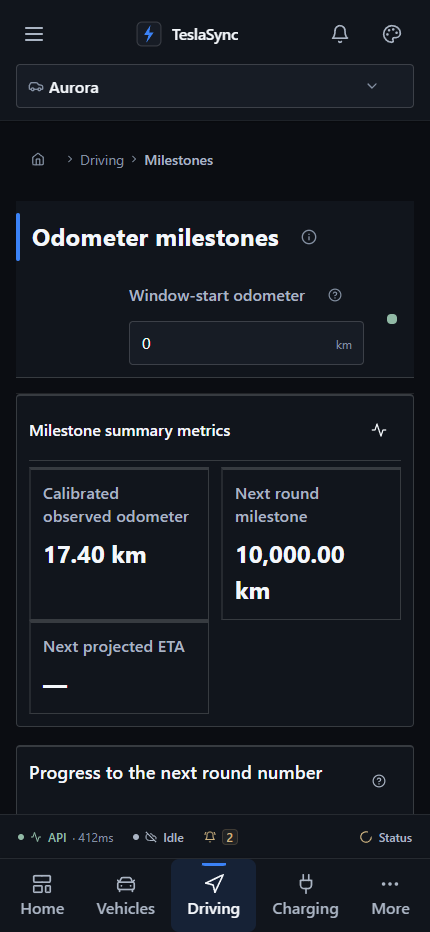 TeslaSync
Aurora
Driving
Milestones
Odometer milestones
Window-start odometer
0 km
Milestone summary metrics
Calibrated
observed odometer
17.40 km
Next round
milestone
10,000.00
km
Next projected ETA
—
Progress to the next round number
API · 412ms
Idle
2
Status
Home
Vehicles
Driving
Charging
More